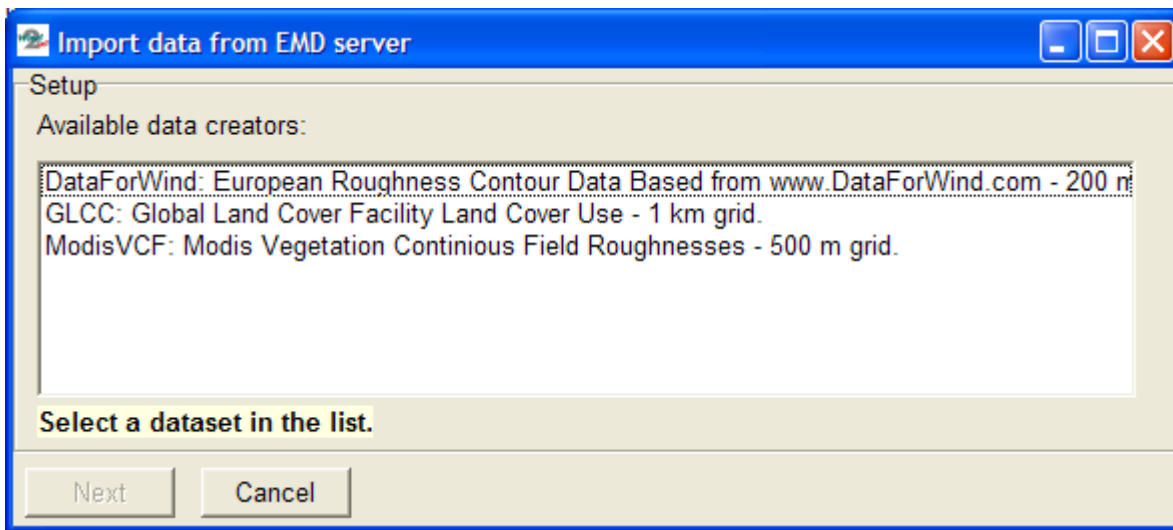 Import data from EMD server
Setup
Available data creators:
DataForWind: European Roughness Contour Data Based from www.DataForWind.com - 200 m
GLCC: Global Land Cover Facility Land Cover Use - 1 km grid.
ModisVCF: Modis Vegetation Continious Field Roughnesses - 500 m grid.
Select a dataset in the list.
Next
Cancel